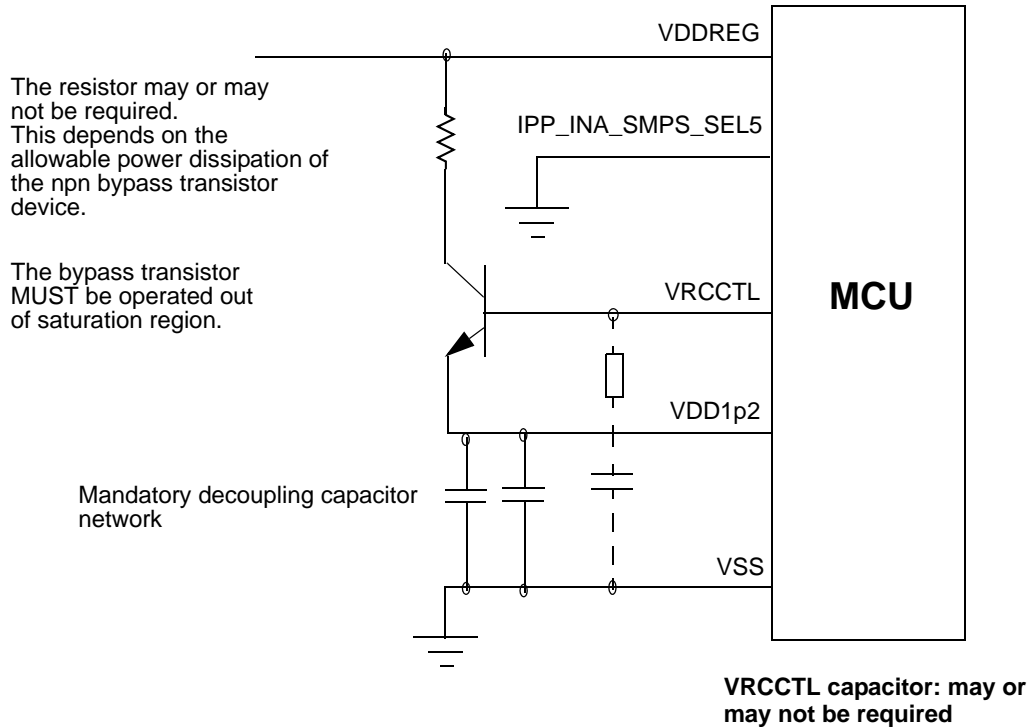 VDDREG
The resistor may or may
not be required.
This depends on the
allowable power dissipation of
the npn bypass transistor
device.
IPP_INA_SMPS_SEL5
The bypass transistor
MUST be operated out
of saturation region.
VRCCTL
MCU
VDD1p2
Mandatory decoupling capacitor
network
VSS
VRCCTL capacitor: may or
may not be required